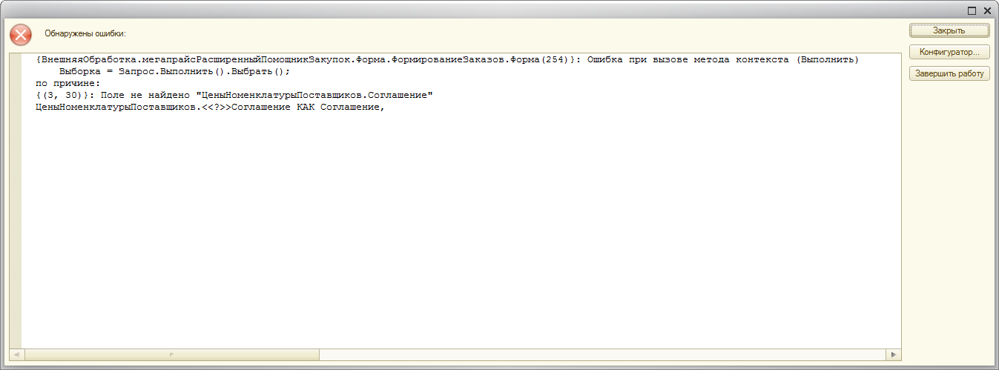 Обнаружены ошибки:
Закрыть
Конфигуратор...
Завершить работу
{ВнешняяОбработка.мегапрайсРасширенныйПомощникЗакупок.Форма.ФормированиеЗаказов.Форма(254)}: Ошибка при вызове метода контекста (Выполнить)
Выборка = Запрос.Выполнить().Выбрать();
по причине:
{(3, 30)}: Поле не найдено "ЦеныНоменклатурыПоставщиков.Соглашение"
ЦеныНоменклатурыПоставщиков.<<?>>Соглашение КАК Соглашение,